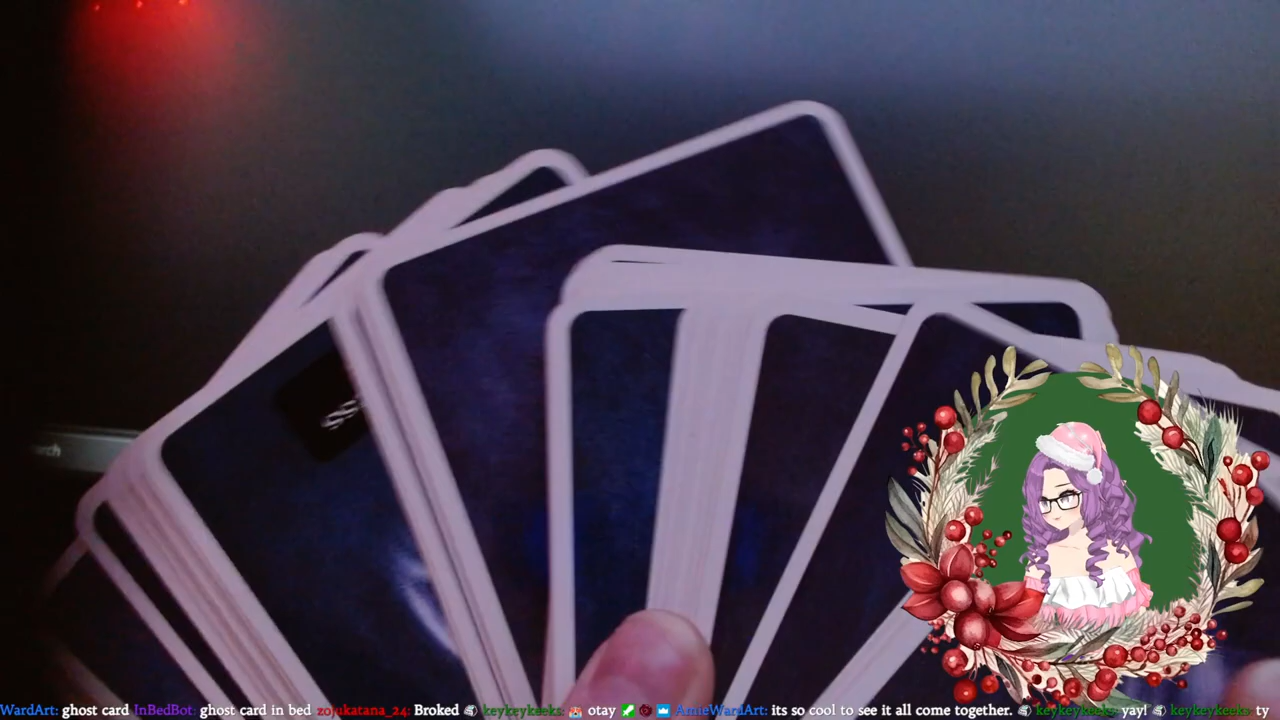 arch
WardArt: ghost card InBedBot: ghost card in bed zojukatana_24: Broked keykeykeeks: otay AmieWardArt: its so cool to see it all come together. keykeykeeks: yay! keykeykeeks: ty